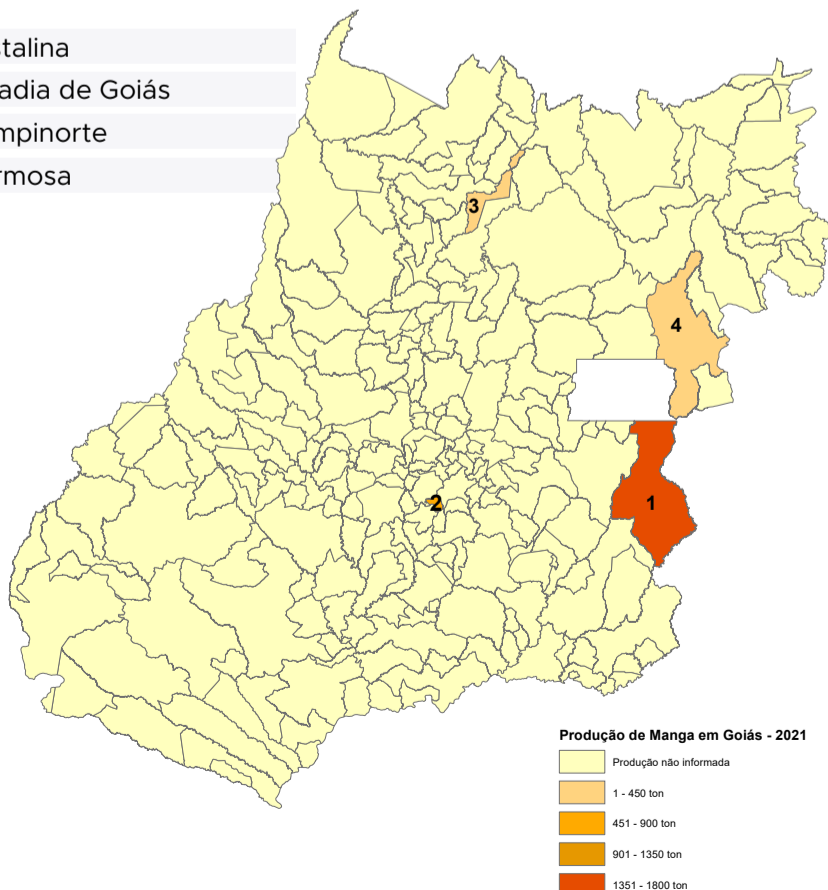 talina
adia de Goiás
mpinorte
rmosa
3
4
2
1
Produção de Manga em Goiás - 2021
Produção não informada
1 - 450 ton
451 - 900 ton
901 - 1350 ton
1351 - 1800 ton